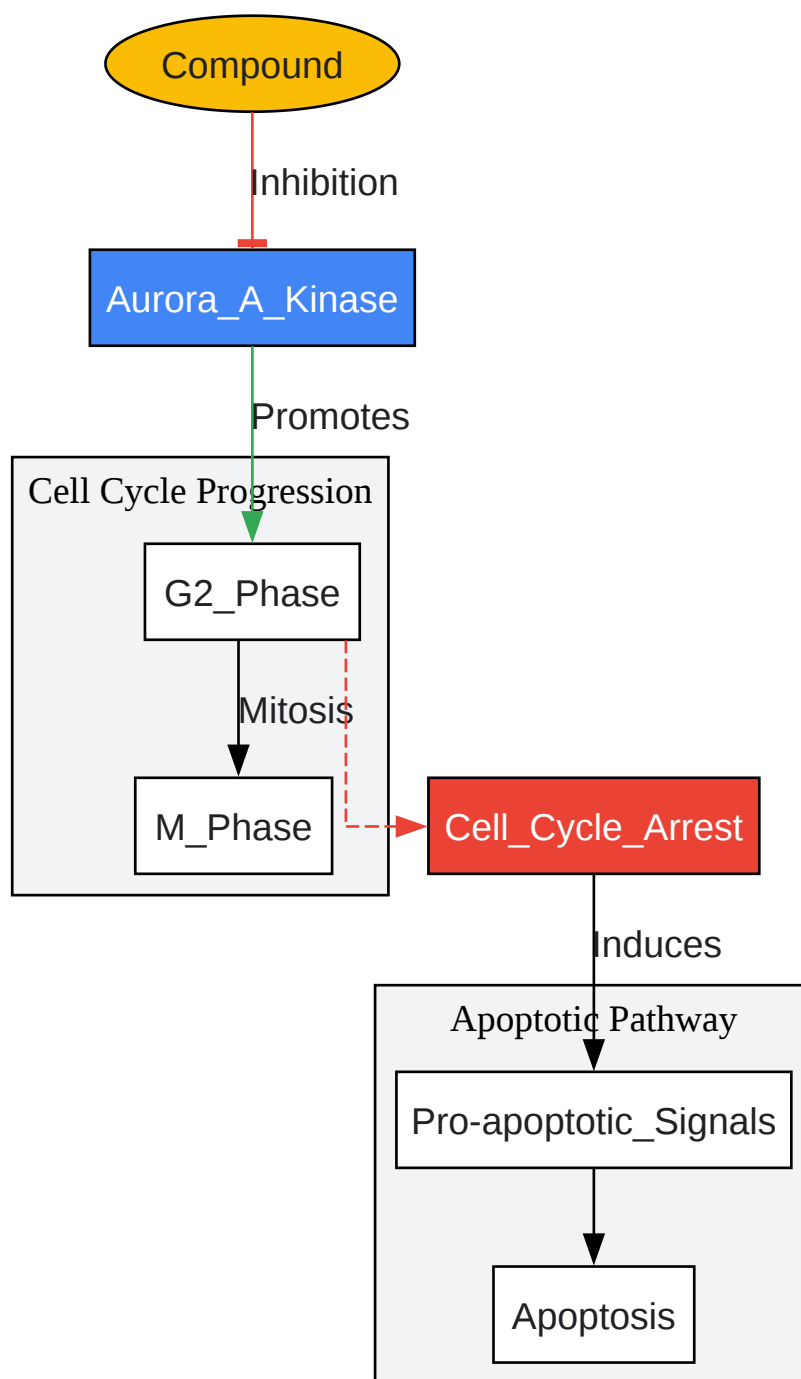 Compound
Inhibition
Aurora_A_Kinase
Promotes
Cell Cycle Progression
G2_Phase
Mitosis
M_Phase
Cell_Cycle_Arrest
Induces
Apoptotic Pathway
Pro-apoptotic_Signals
Apoptosis